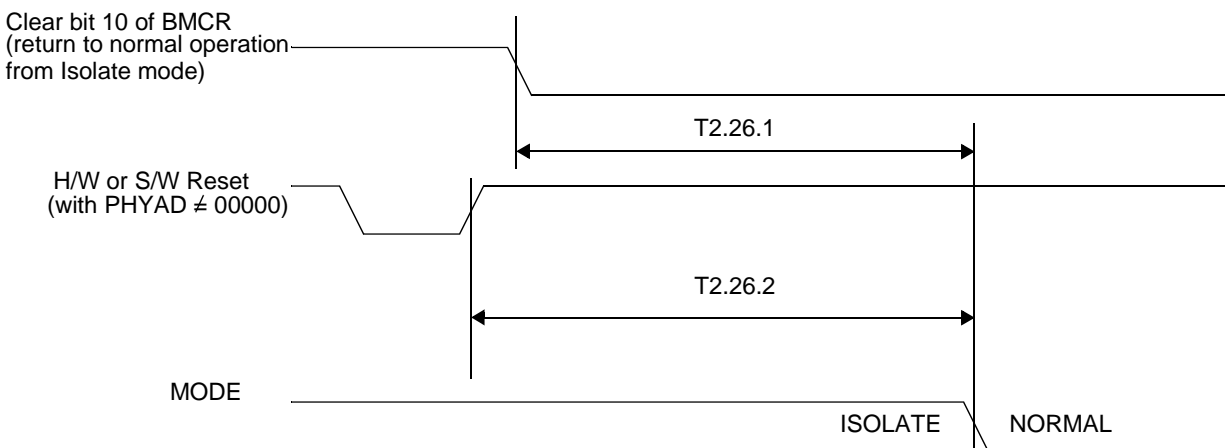 Clear bit 10 of BMCR
(return to normal operation
from Isolate mode)
T2.26.1
H/W or S/W Reset
(with PHYAD ≠ 00000)
T2.26.2
MODE
ISOLATE
NORMAL